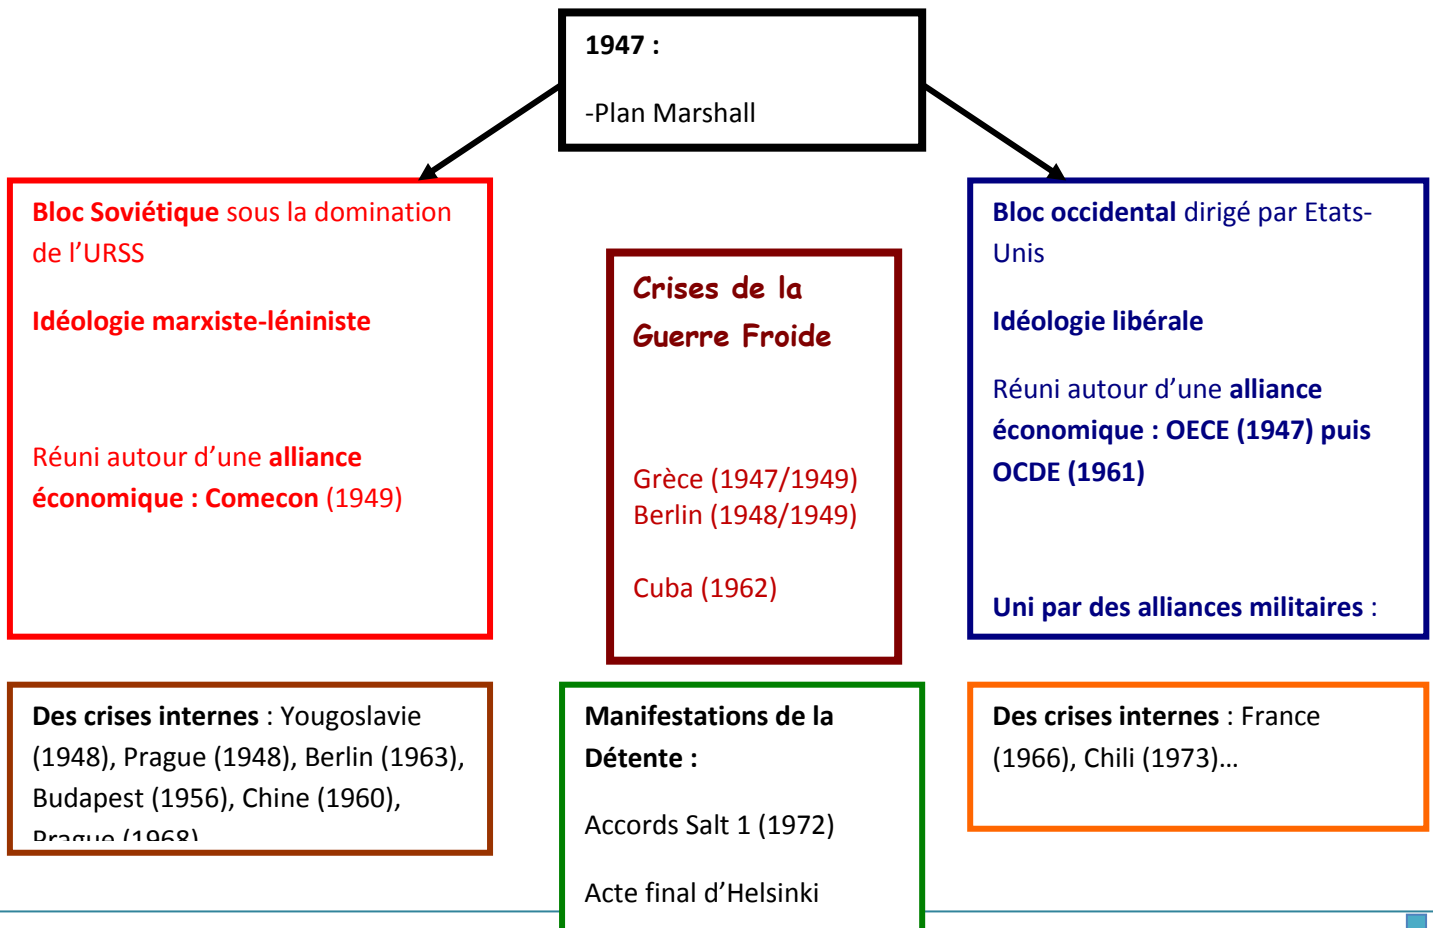 1947 :
-Plan Marshall
Bloc Soviétique sous la domination
de l’URSS
Idéologie marxiste-léniniste
Réuni autour d’une alliance
économique : Comecon (1949)
Crises de la
Guerre Froide
Grèce (1947/1949)
Berlin (1948/1949)
Cuba (1962)
Bloc occidental dirigé par Etats-
Unis
Idéologie libérale
Réuni autour d’une alliance
économique : OECE (1947) puis
OCDE (1961)
Uni par des alliances militaires :
Des crises internes : Yougoslavie
(1948), Prague (1948), Berlin (1963),
Budapest (1956), Chine (1960),
Prague (1968)
Manifestations de la
Détente :
Accords Salt 1 (1972)
Acte final d’Helsinki
Des crises internes : France
(1966), Chili (1973)…